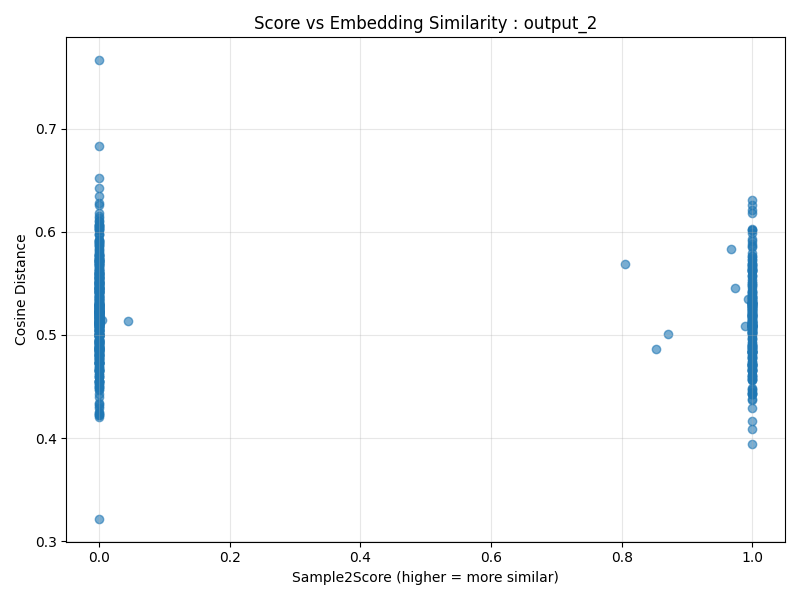 Score vs Embedding Similarity : output_2
Cosine Distance
0.7
0.6
0.5
0.4
0.3
0.0 0.2 0.4 0.6 0.8 1.0
Sample2Score (higher = more similar)